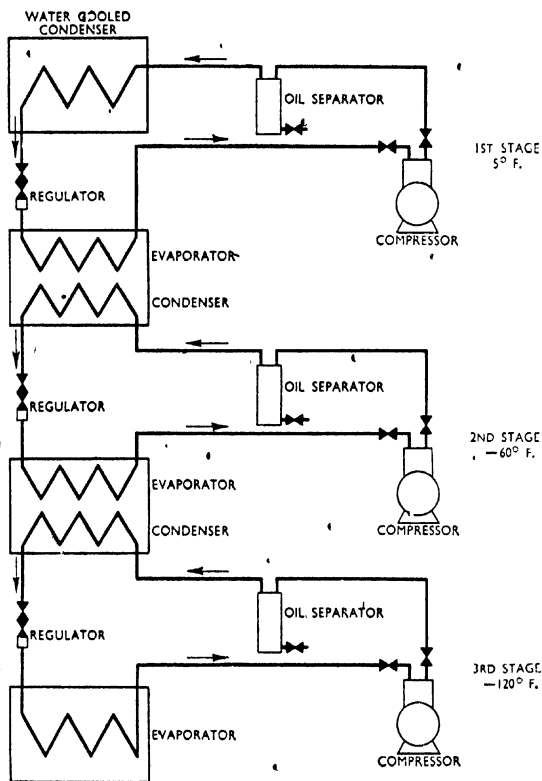 WATER COOLED
CONDENSER
OIL SEPARATOR
1ST STAGE
5° F.
REGULATOR
COMPRESSOR
EVAPORATOR
CONDENSER
OIL SEPARATOR
REGULATOR
2ND STAGE
—60° F.
EVAPORATOR
COMPRESSOR
CONDENSER
OIL SEPARATOR
REGULATOR
3RD STAGE
—120° F.
EVAPORATOR
COMPRESSOR